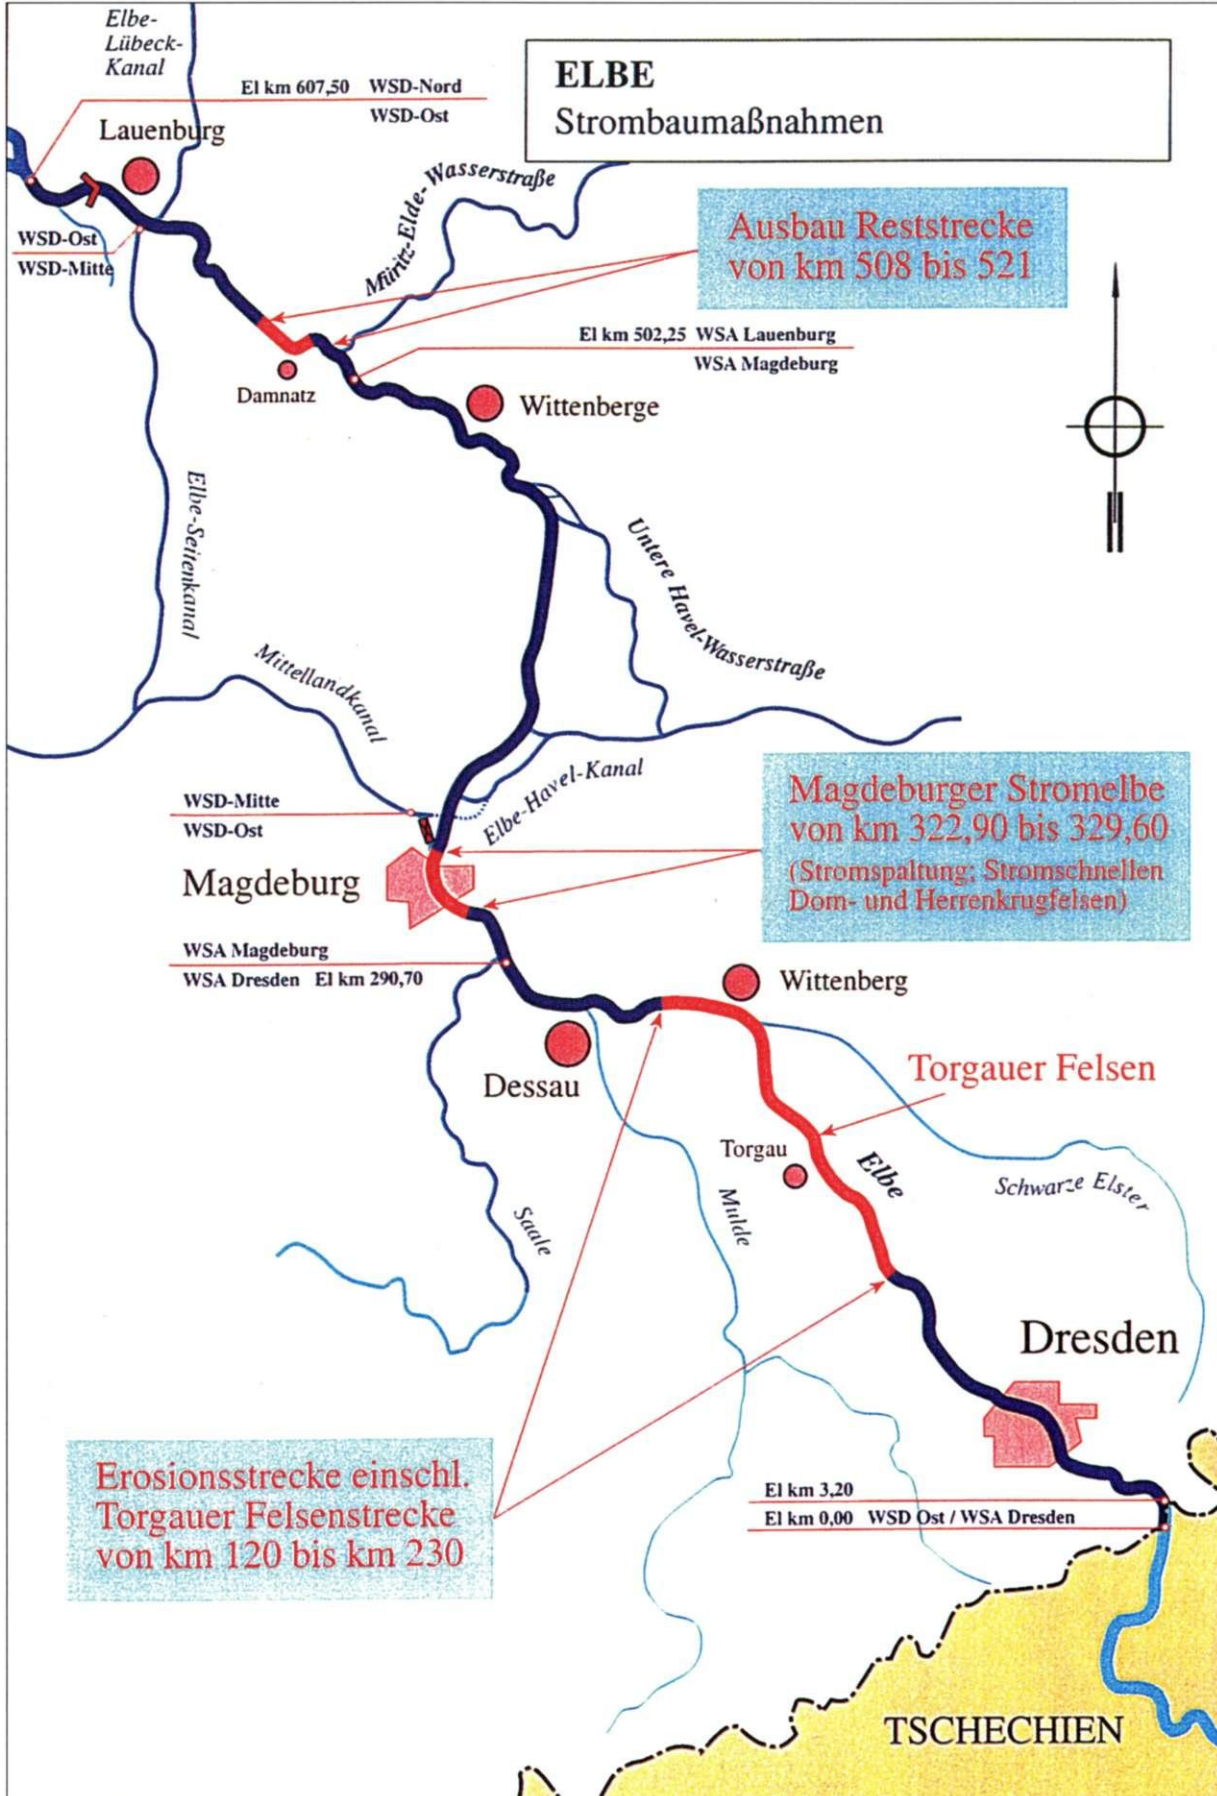 Elbe-
Lübeck-
Kanal
ELBE
Strombaumaßnahmen
El km 607,50 WSD-Nord
WSD-Ost
Lauenburg
Müritz-Elde-Wasserstraße
Ausbau Reststrecke
von km 508 bis 521
WSD-Ost
WSD-Mitte
El km 502,25 WSA Lauenburg
WSA Magdeburg
Damnatz
Wittenberge
Elbe-Seitenkanal
Untere Havel-Wasserstraße
Mittellandkanal
Elbe-Havel-Kanal
Magdeburger Stromelbe
von km 322,90 bis 329,60
(Stromspaltung; Stromschnellen
Dom- und Herrenkrugfelsen)
WSD-Mitte
WSD-Ost
Magdeburg
WSA Magdeburg
WSA Dresden El km 290,70
Wittenberg
Dessau
Torgauer Felsen
Torgau
Elbe
Schwarze Elster
Mulde
Saale
Dresden
Erosionsstrecke einschl.
Torgauer Felsenstrecke
von km 120 bis km 230
El km 3,20
El km 0,00 WSD Ost / WSA Dresden
TSCHECHIEN